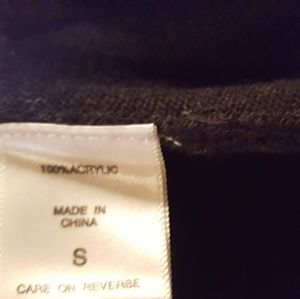 100%ACRYLIC
MADE IN
CHINA
S
CARE ON REVERSE